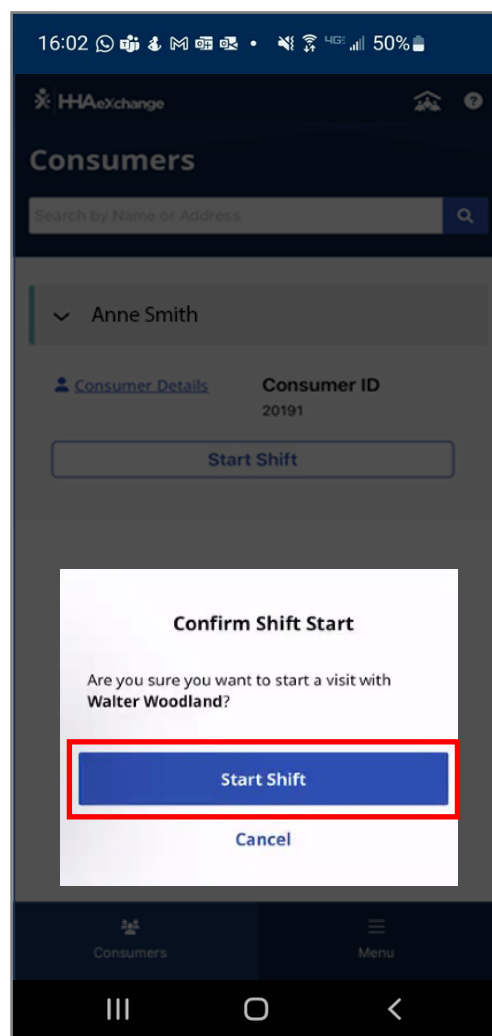 16:02 4GE 50%
HHAeXchange
Consumers
Search by Name or Address
Anne Smith
Consumer Details Consumer ID
20191
Start Shift
Confirm Shift Start
Are you sure you want to start a visit with
Walter Woodland?
Start Shift
Cancel
Consumers Menu